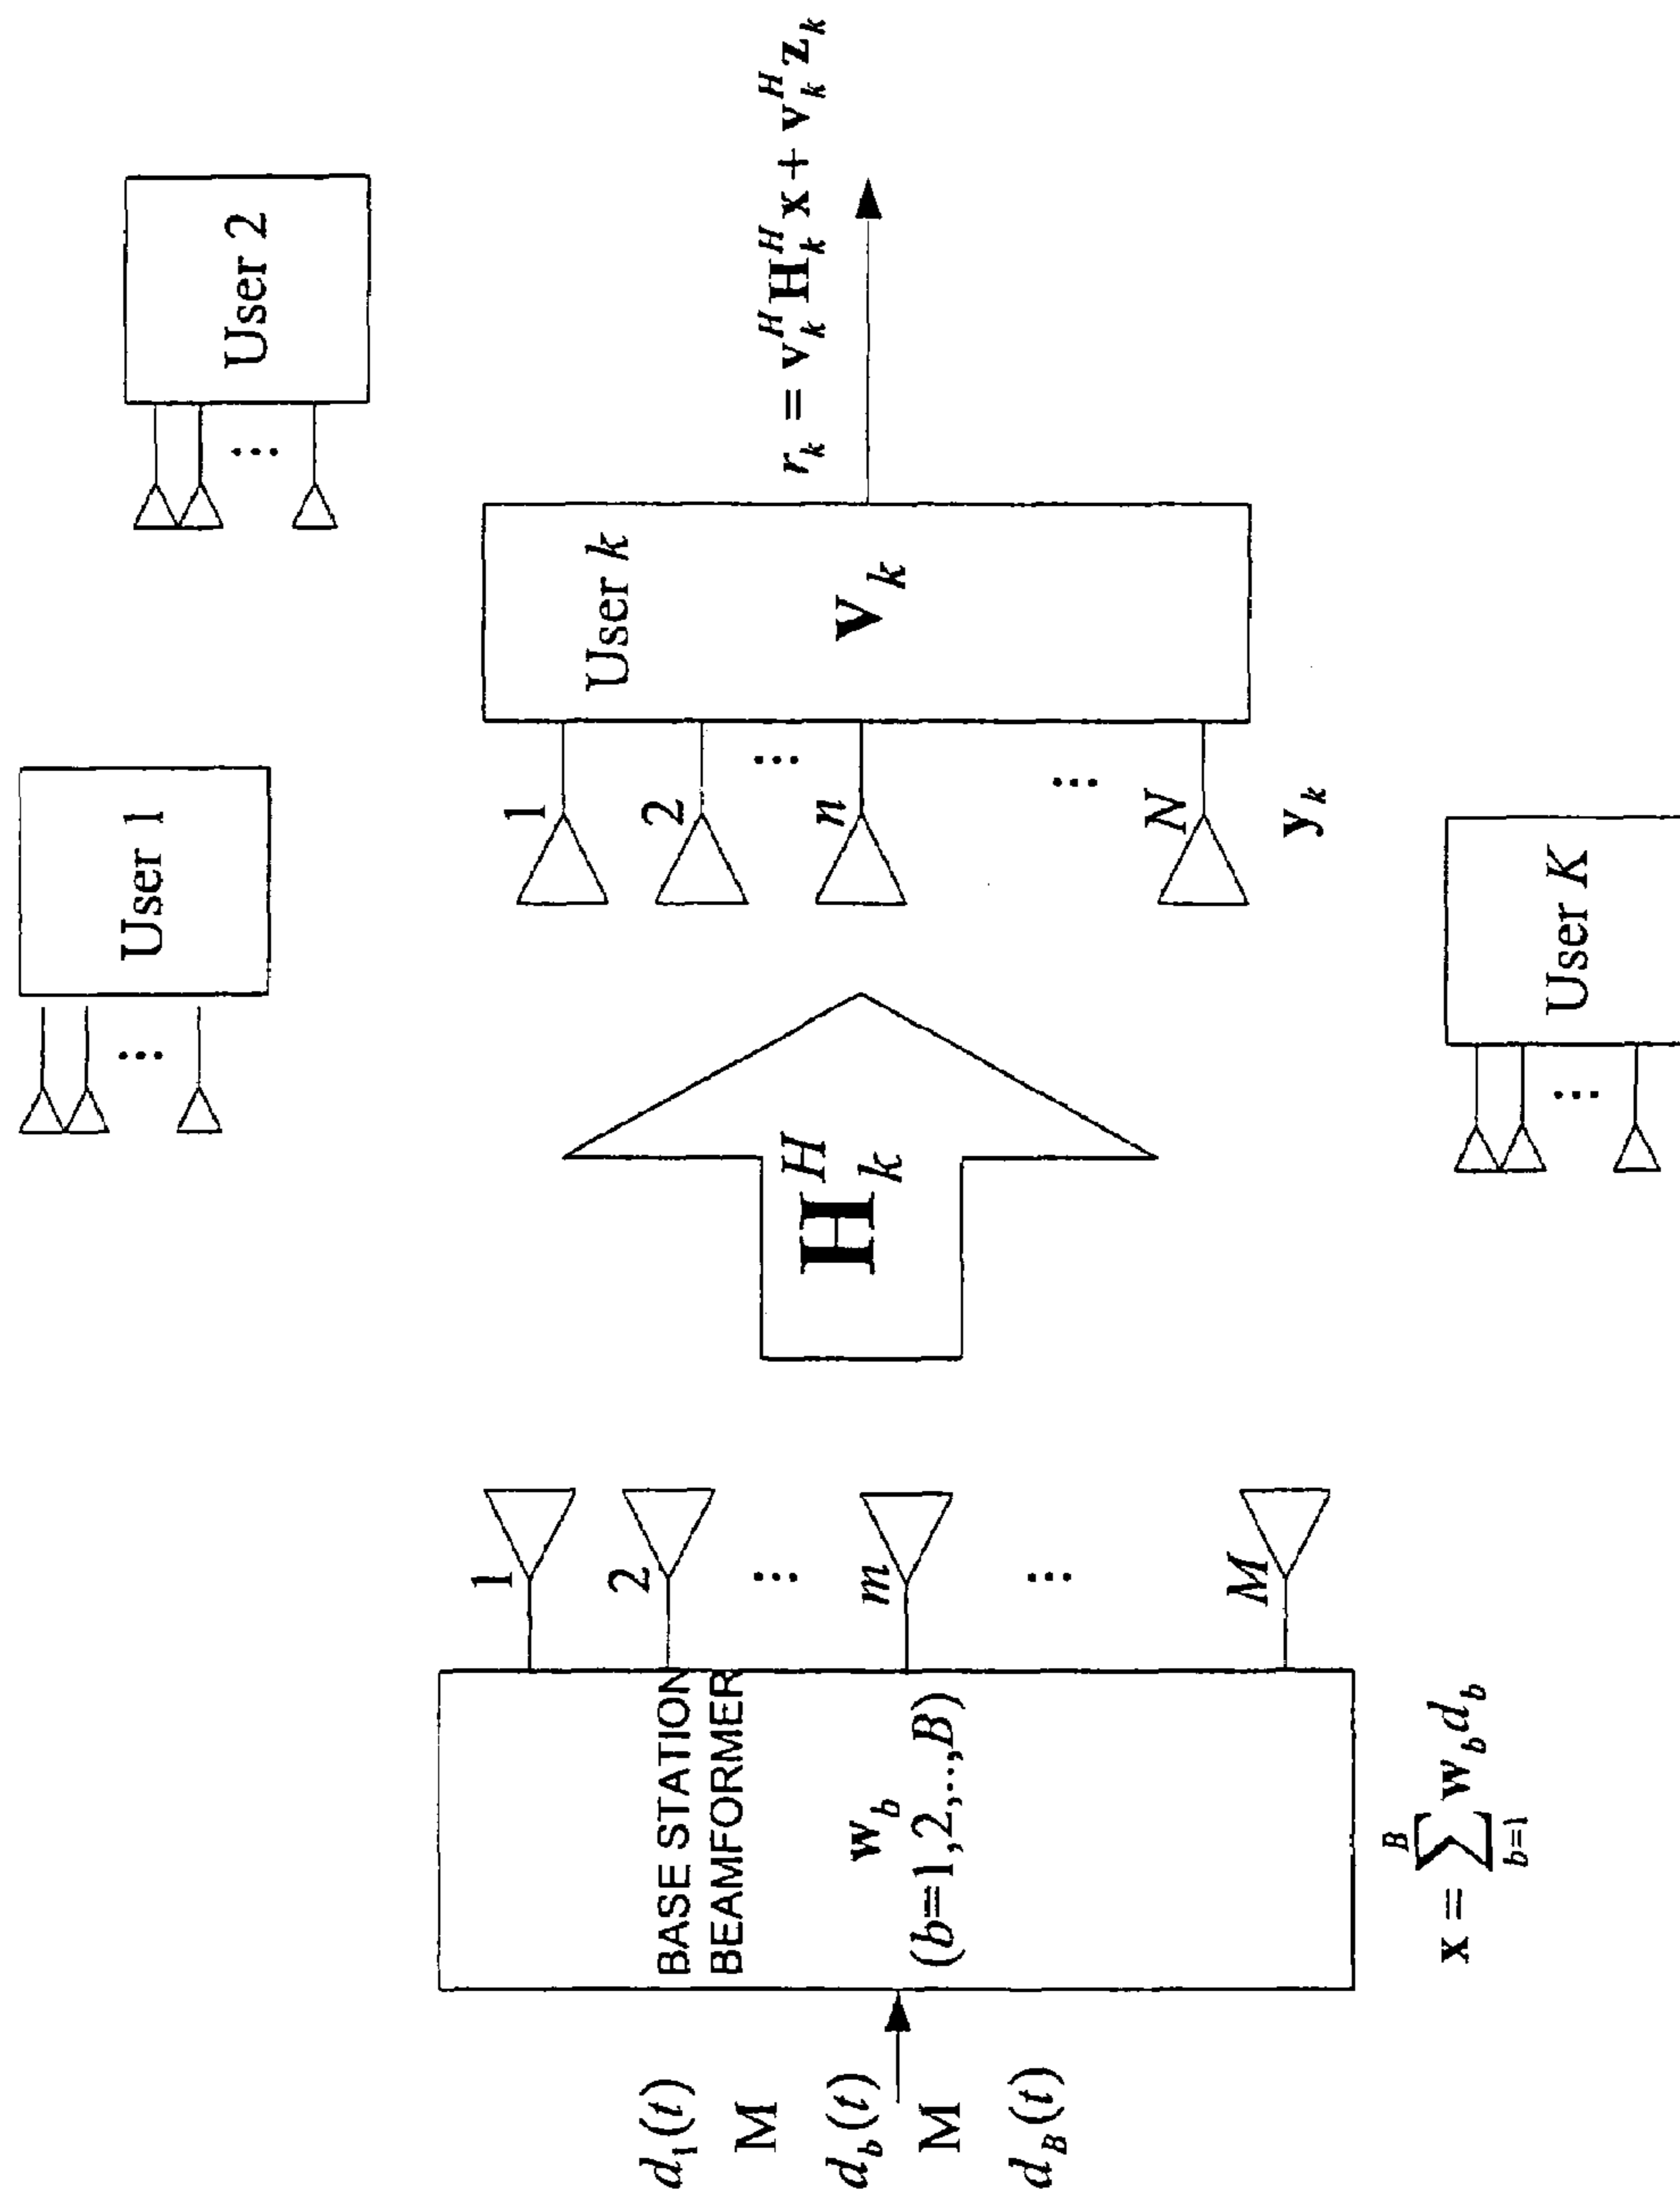 d_1(t)
M
d_b(t)
M
d_B(t)
BASE STATION
BEAMFORMER
w_b
(b=1,2,..,B)
x = ∑_{b=1}^{B} w_b d_b
1
2
⋮
m
⋮
M
H_k^H
User 1
⋮
User 2
⋮
1
2
⋮
n
⋮
N
y_k
User k
v_k
r_k = v_k^H H_k^H x + v_k^H z_k
User K
⋮